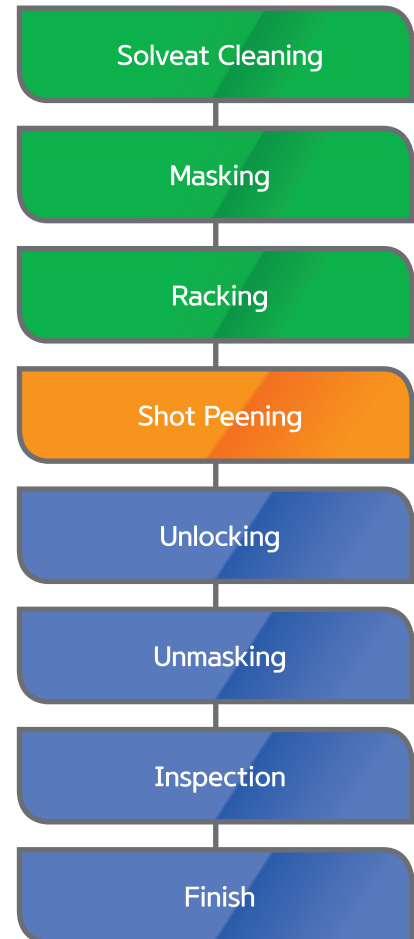 Solveat Cleaning
Masking
Racking
Shot Peening
Unlocking
Unmasking
Inspection
Finish